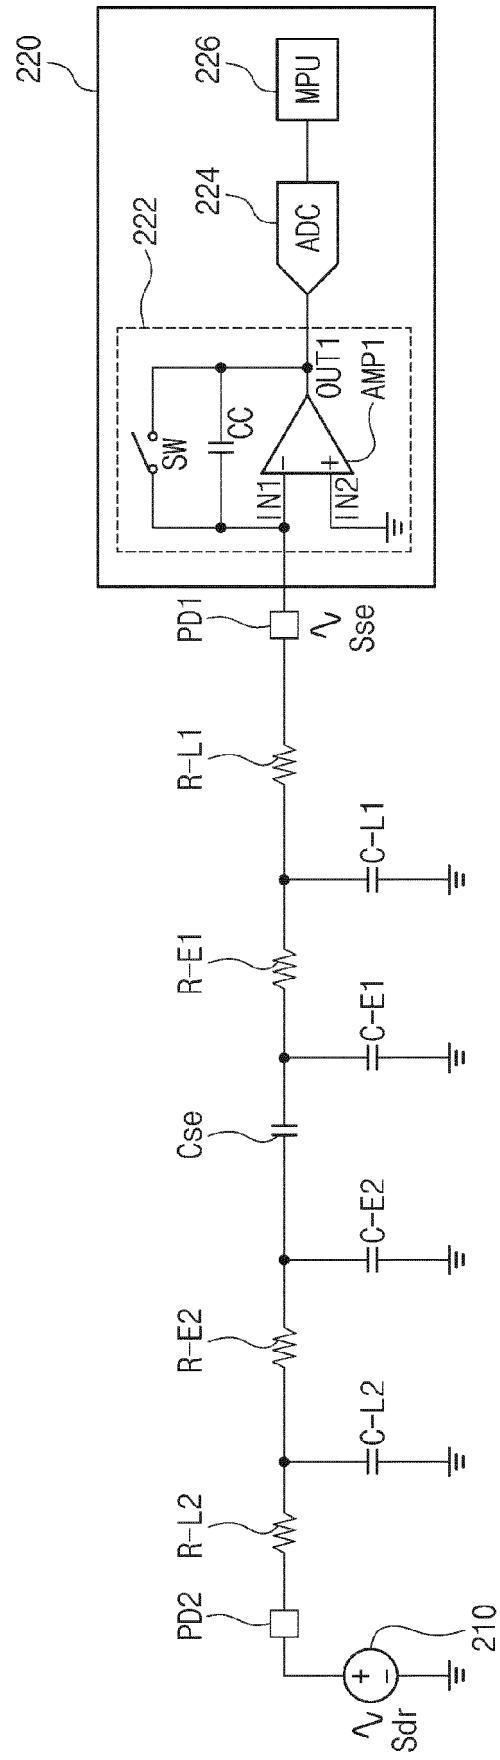 220
222
224
226
SW
CC
IN1
IN2
OUT1
AMP1
ADC
MPU
PD1
Sse
R-L1
C-L1
R-E1
C-E1
Cse
C-E2
R-E2
C-L2
R-L2
PD2
Sdr
210
+
−
−
+